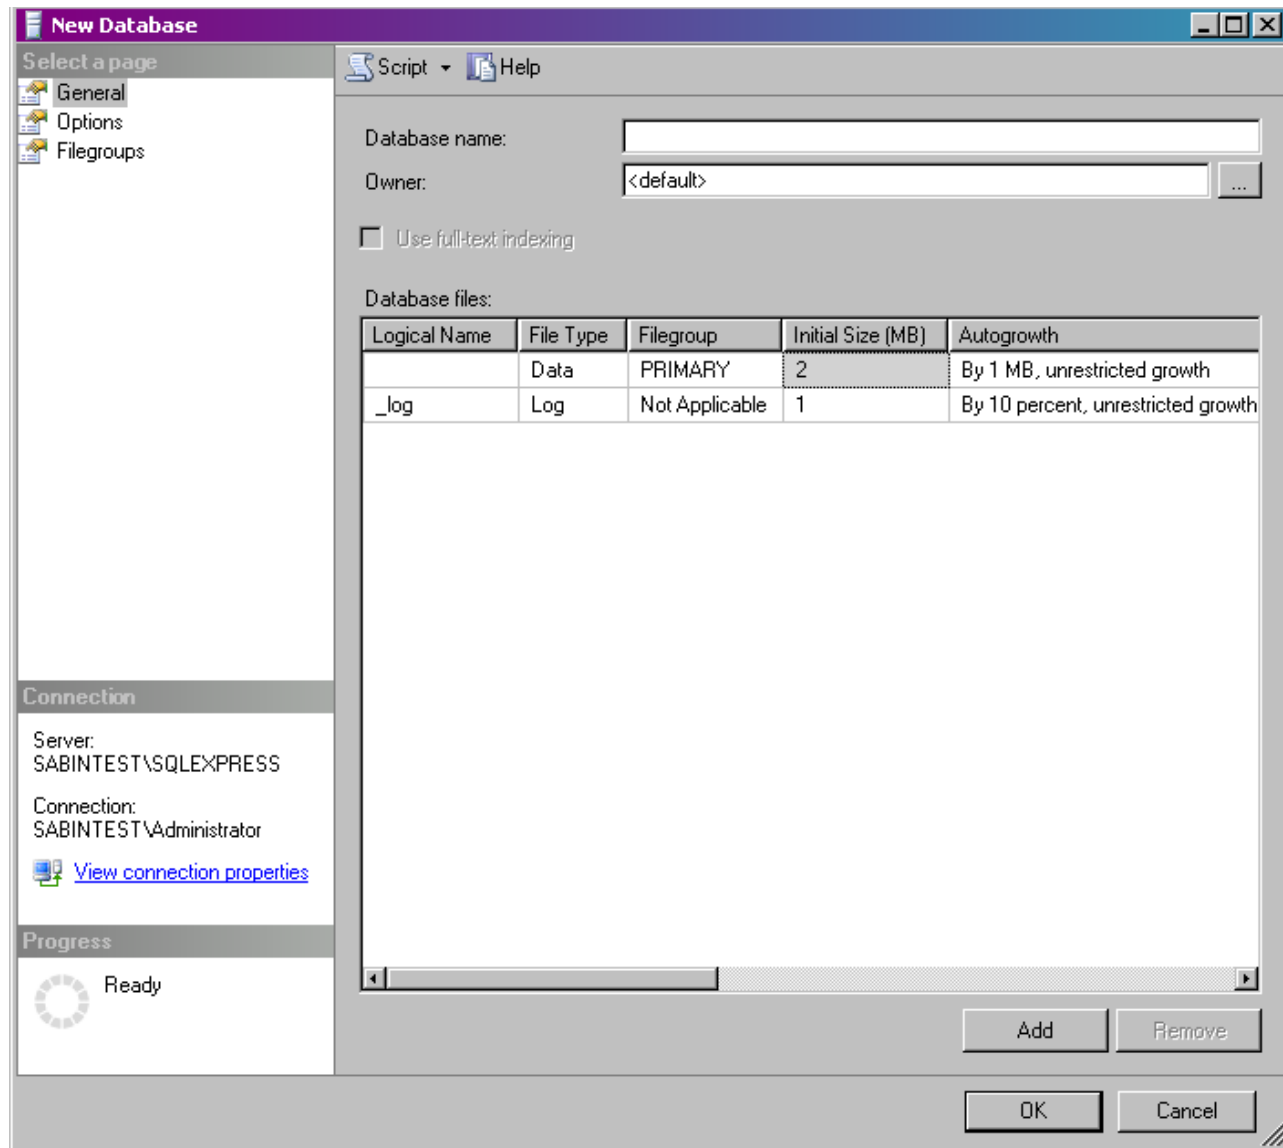 New Database
Select a page
General
Options
Filegroups
Script
Help
Database name:
Owner:
<default>
...
Use full-text indexing
Database files:
Logical Name File Type Filegroup Initial Size (MB) Autogrowth
Data PRIMARY 2 By 1 MB, unrestricted growth
_log Log Not Applicable 1 By 10 percent, unrestricted growth
Connection
Server:
SABINTEST\SQLEXPRESS
Connection:
SABINTEST\Administrator
View connection properties
Progress
Ready
Add
Remove
OK
Cancel